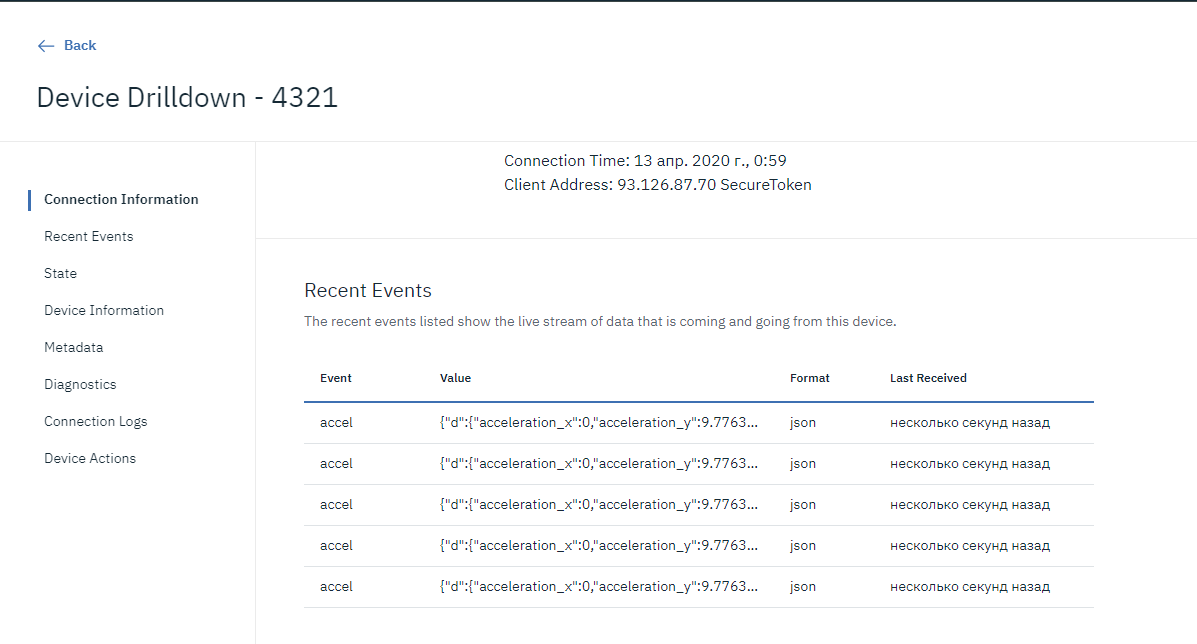 Back
Device Drilldown - 4321
Connection Information
Recent Events
State
Device Information
Metadata
Diagnostics
Connection Logs
Device Actions
Connection Time: 13 апр. 2020 г., 0:59
Client Address: 93.126.87.70 SecureToken
Recent Events
The recent events listed show the live stream of data that is coming and going from this device.
Event Value Format Last Received
accel {"d":{"acceleration_x":0,"acceleration_y":9.7763... json несколько секунд назад
accel {"d":{"acceleration_x":0,"acceleration_y":9.7763... json несколько секунд назад
accel {"d":{"acceleration_x":0,"acceleration_y":9.7763... json несколько секунд назад
accel {"d":{"acceleration_x":0,"acceleration_y":9.7763... json несколько секунд назад
accel {"d":{"acceleration_x":0,"acceleration_y":9.7763... json несколько секунд назад